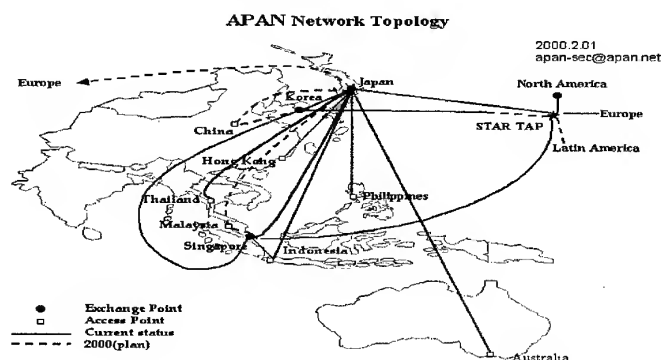 APAN Network Topology
2000.2.01
apan-sec@apan.net
Europe
Japan
North America
Korea
China
STAR TAP
Europe
Latin America
Hong Kong
Thailand
Philippines
Malaysia
Singapore
Indonesia
Exchange Point
Access Point
Current status
2000(plan)
Australia